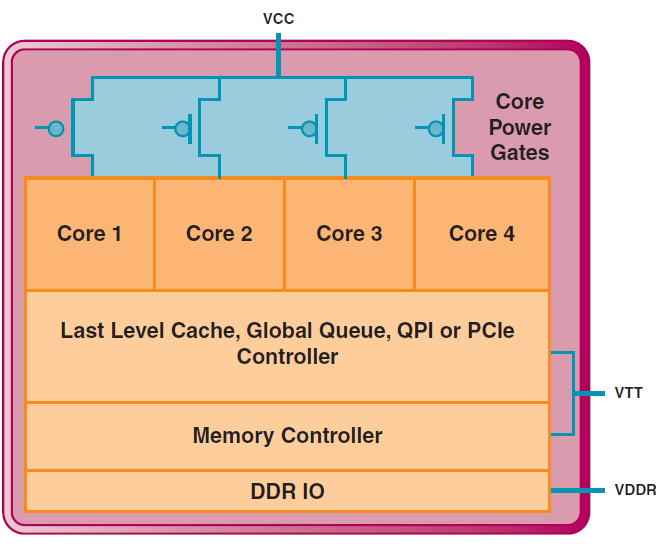 VCC
Core
Power
Gates
Core 1
Core 2
Core 3
Core 4
Last Level Cache, Global Queue, QPI or PCIe
Controller
VTT
Memory Controller
DDR IO
VDDR